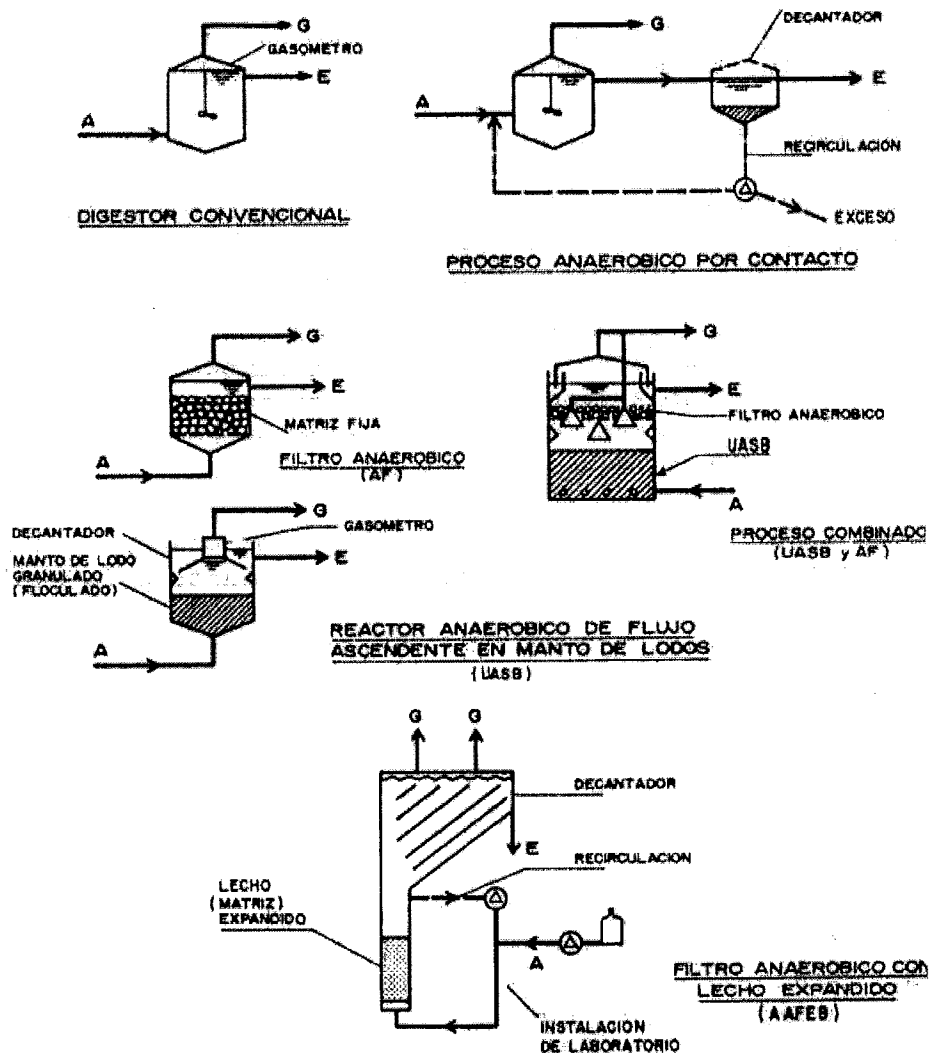 G
GASOMETRO
E
A
DIGESTOR CONVENCIONAL
G
DECANTADOR
A
E
RECIRCULACION
EXCESO
PROCESO ANAEROBICO POR CONTACTO
G
E
MATRIZ FIJA
A
FILTRO ANAEROBICO
(AF)
G
E
FILTRO ANAEROBICO
UASB
A
PROCESO COMBINADO
(UASB y AF)
G
DECANTADOR
GASOMETRO
MANTO DE LODO
GRANULADO
(FLOCULADO)
E
A
REACTOR ANAEROBICO DE FLUJO
ASCENDENTE EN MANTO DE LODOS
(UASB)
G
G
DECANTADOR
E
RECIRCULACION
LECHO
(MATRIZ)
EXPANDIDO
A
FILTRO ANAEROBICO CON
LECHO EXPANDIDO
(AAFEB)
INSTALACION
DE LABORATORIO